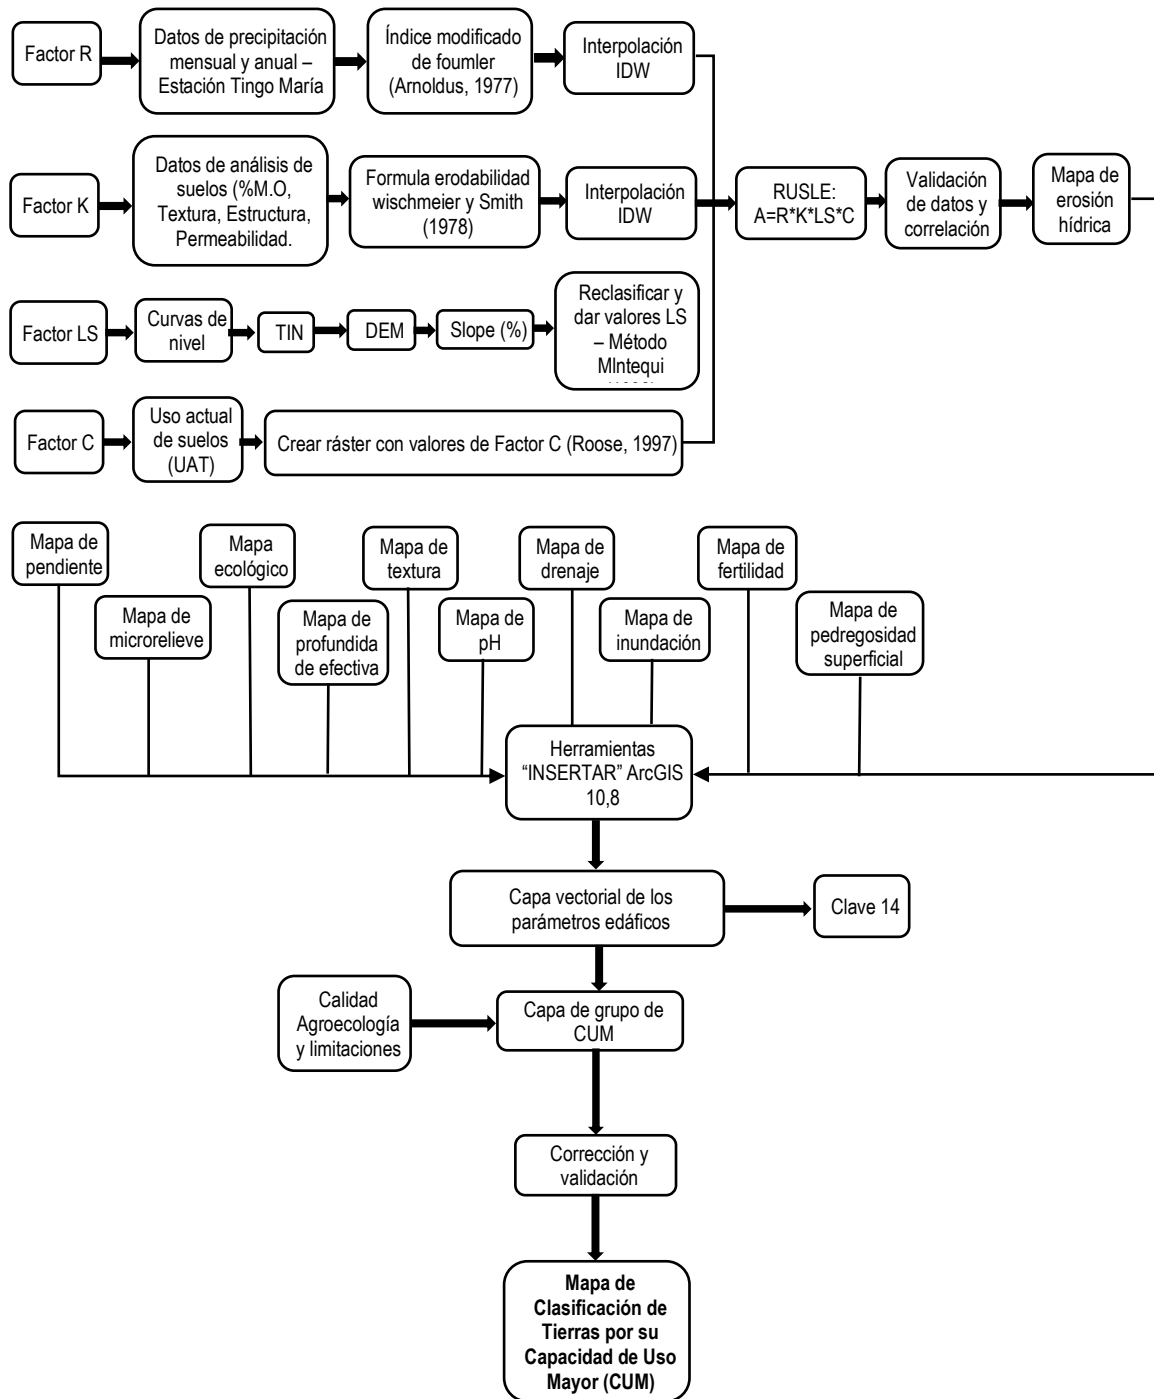 Factor R
Datos de precipitación
mensual y anual –
Estación Tingo María
Índice modificado
de foumler
(Arnoldus, 1977)
Interpolación
IDW
Factor K
Datos de análisis de
suelos (%M.O,
Textura, Estructura,
Permeabilidad.
Formula erodabilidad
wischmeier y Smith
(1978)
Interpolación
IDW
RUSLE:
A=R*K*LS*C
Validación
de datos y
correlación
Mapa de
erosión
hídrica
Factor LS
Curvas de
nivel
TIN
DEM
Slope (%)
Reclasificar y
dar valores LS
– Método
MIntequi
Factor C
Uso actual
de suelos
(UAT)
Crear ráster con valores de Factor C (Roose, 1997)
Mapa de
pendiente
Mapa de
microrelieve
Mapa
ecológico
Mapa de
profundida
de efectiva
Mapa de
textura
Mapa de
pH
Mapa de
drenaje
Mapa de
inundación
Mapa de
fertilidad
Mapa de
pedregosidad
superficial
Herramientas
“INSERTAR” ArcGIS
10,8
Capa vectorial de los
parámetros edáficos
Clave 14
Calidad
Agroecología
y limitaciones
Capa de grupo de
CUM
Corrección y
validación
Mapa de
Clasificación de
Tierras por su
Capacidad de Uso
Mayor (CUM)